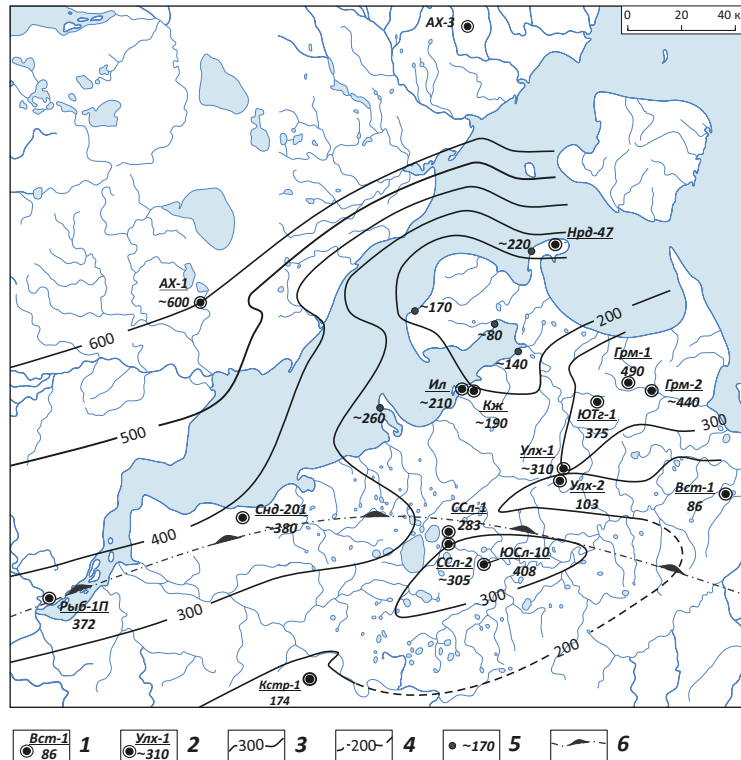 АХ-3
0 20 40 к
Нрд-47
~220
АХ-1
~600
~170
200
~80
600
Грм-1
490
~140
Грм-2
~440
Ил
~210
Кж
~190
ЮТг-1
375
~260
300
500
Улх-1
~310
Улх-2
103
Вст-1
86
Снд-201
~380
ССл-1
283
400
ССл-2
~305
ЮСл-10
408
300
300
Рыб-1П
372
200
Кстр-1
174
Вст-1
86
1
Улх-1
~310
2
300
3
200
4
~170
5
6